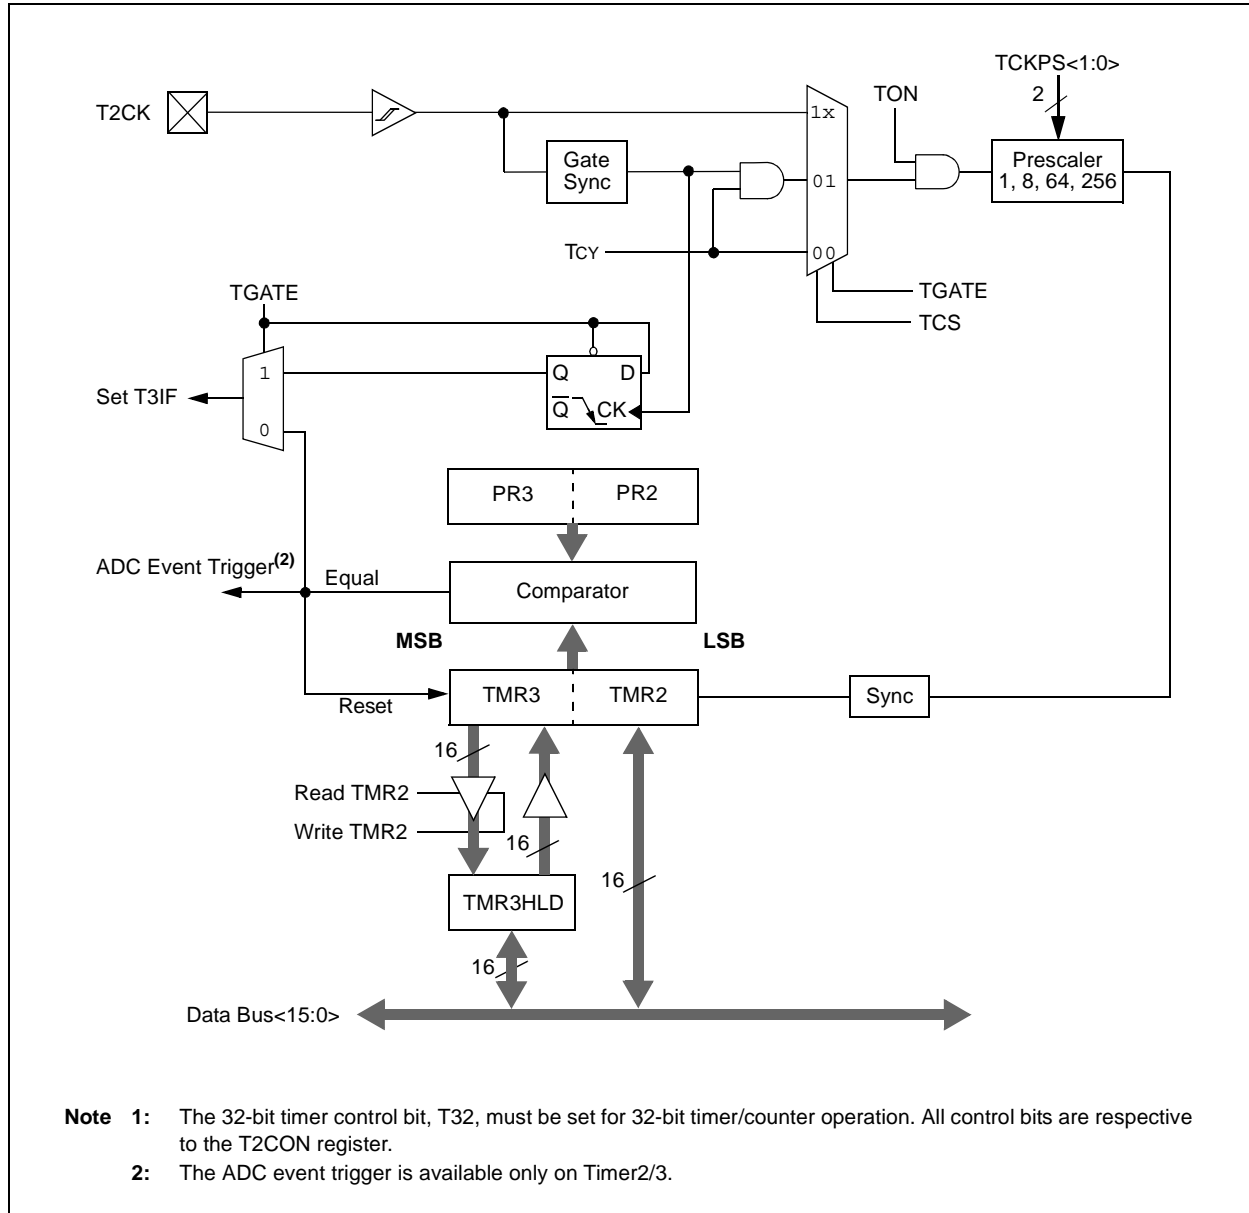 TCKPS<1:0>
2
TON
T2CK
1x
Gate
Sync
Prescaler
1, 8, 64, 256
01
TCY
00
TGATE
TCS
TGATE
1
Q
D
Set T3IF
Q
CK
0
PR3
PR2
ADC Event Trigger(2)
Equal
Comparator
MSB
LSB
TMR3
TMR2
Sync
Reset
16
Read TMR2
Write TMR2
16
16
TMR3HLD
16
Data Bus<15:0>
Note 1: The 32-bit timer control bit, T32, must be set for 32-bit timer/counter operation. All control bits are respective
to the T2CON register.
2: The ADC event trigger is available only on Timer2/3.